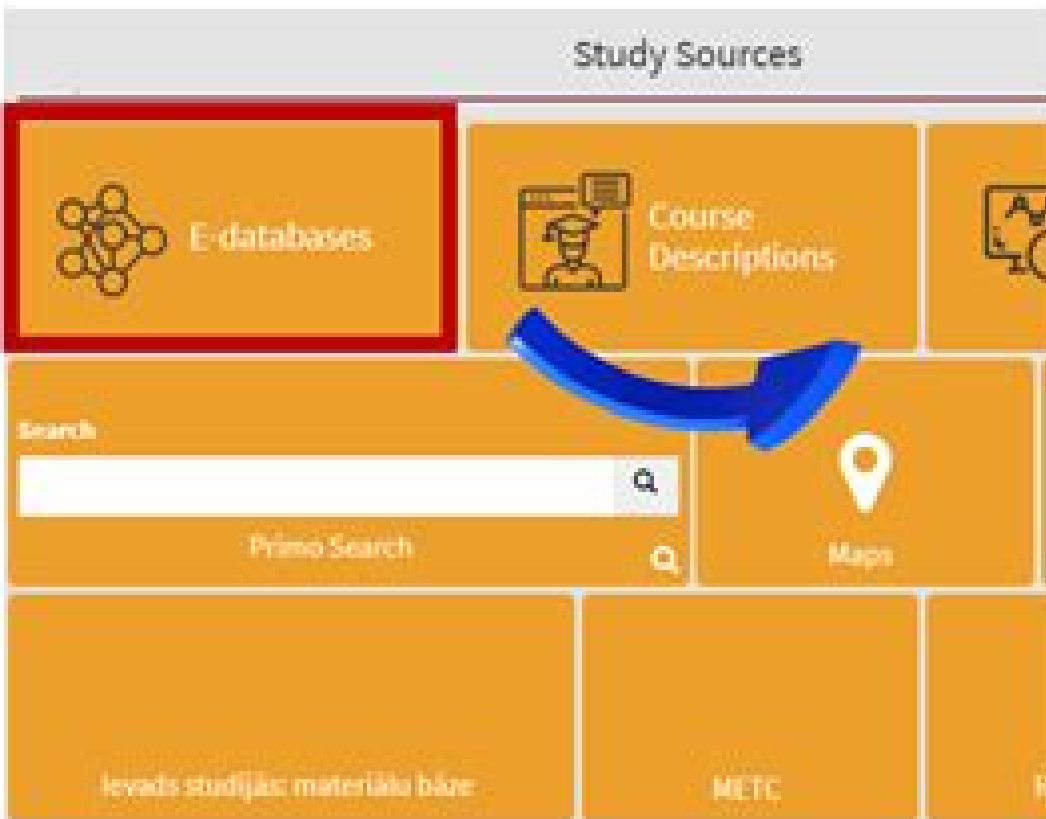 Study Sources
E-databases
Course
Descriptions
Search
Primo Search
Maps
Ievads studijās: materiālu bāze
METC